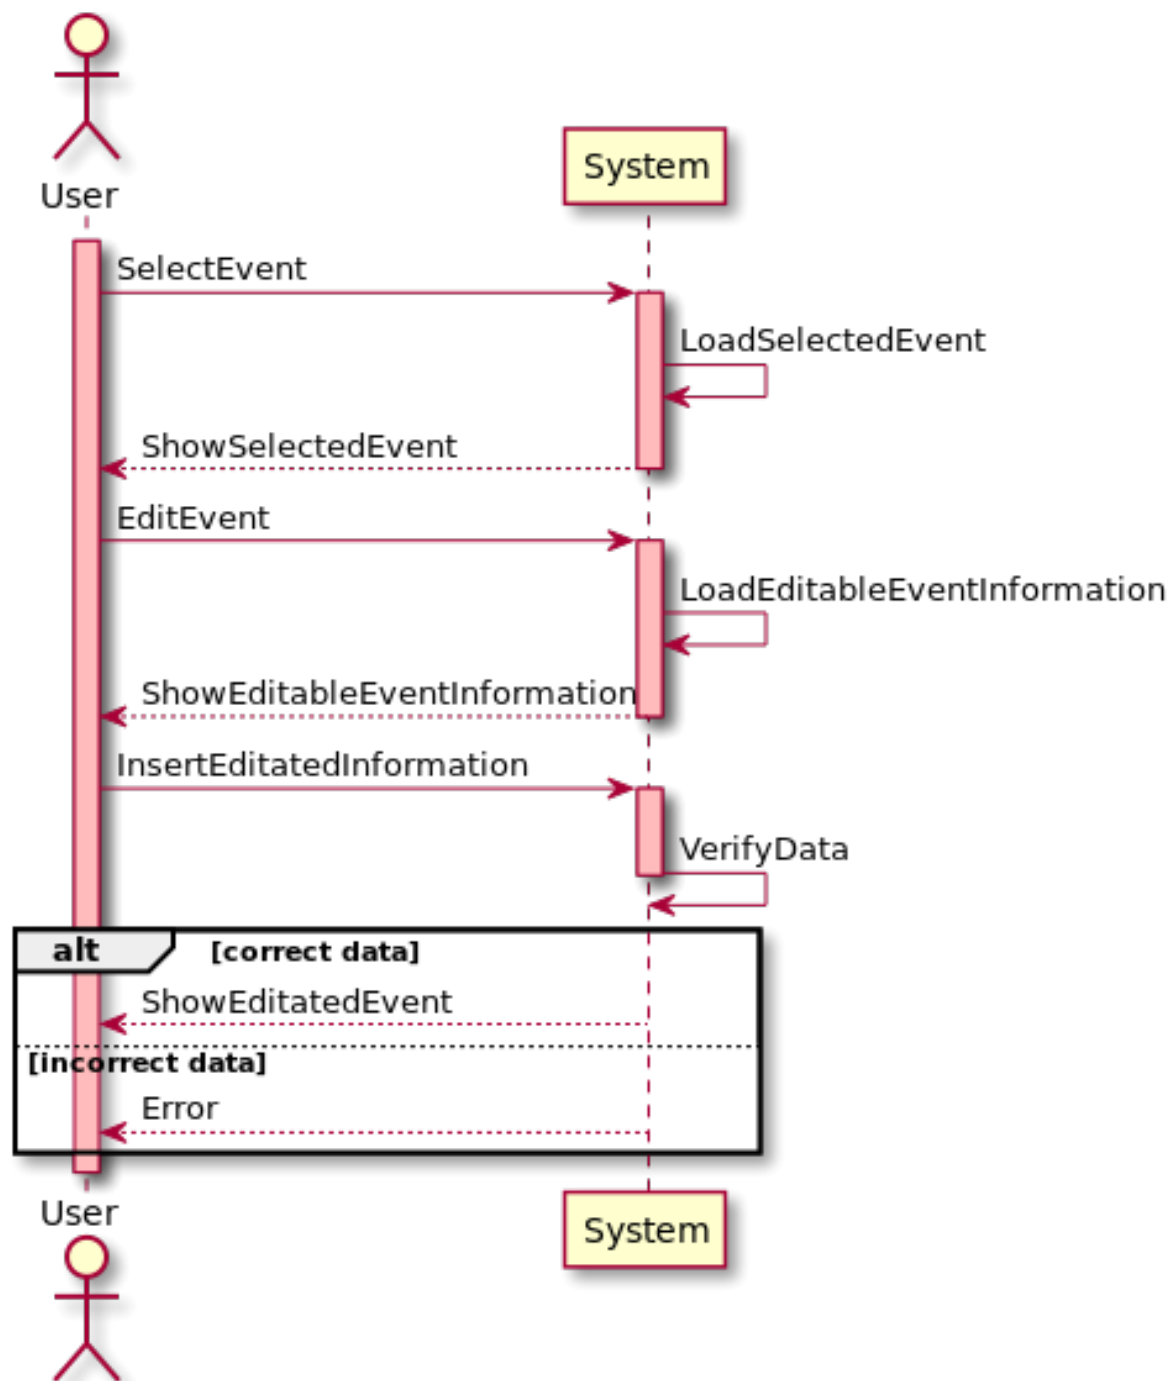 User
System
SelectEvent
LoadSelectedEvent
ShowSelectedEvent
EditEvent
LoadEditableEventInformation
ShowEditableEventInformation
InsertEditatedInformation
VerifyData
alt [correct data]
ShowEditatedEvent
[incorrect data]
Error
User
System